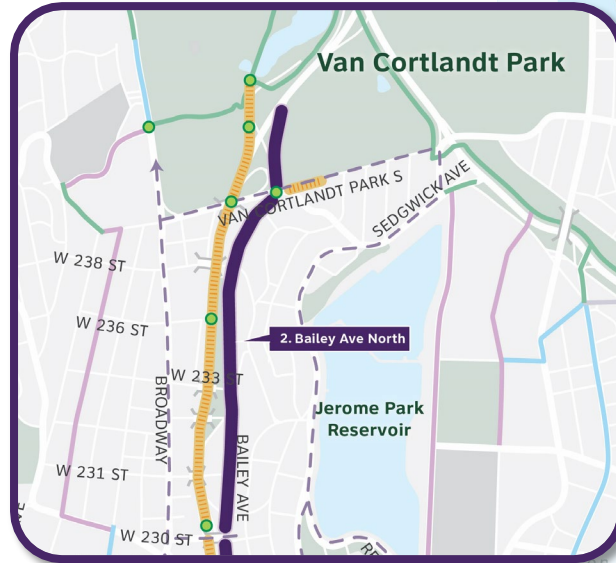 Van Cortlandt Park
VAN CORTLANDT PARK S
SEDGWICK AVE
W 238 ST
W 236 ST
2. Bailey Ave North
W 233 ST
BROADWAY
Jerome Park
Reservoir
BAILEY AVE
W 231 ST
W 230 ST